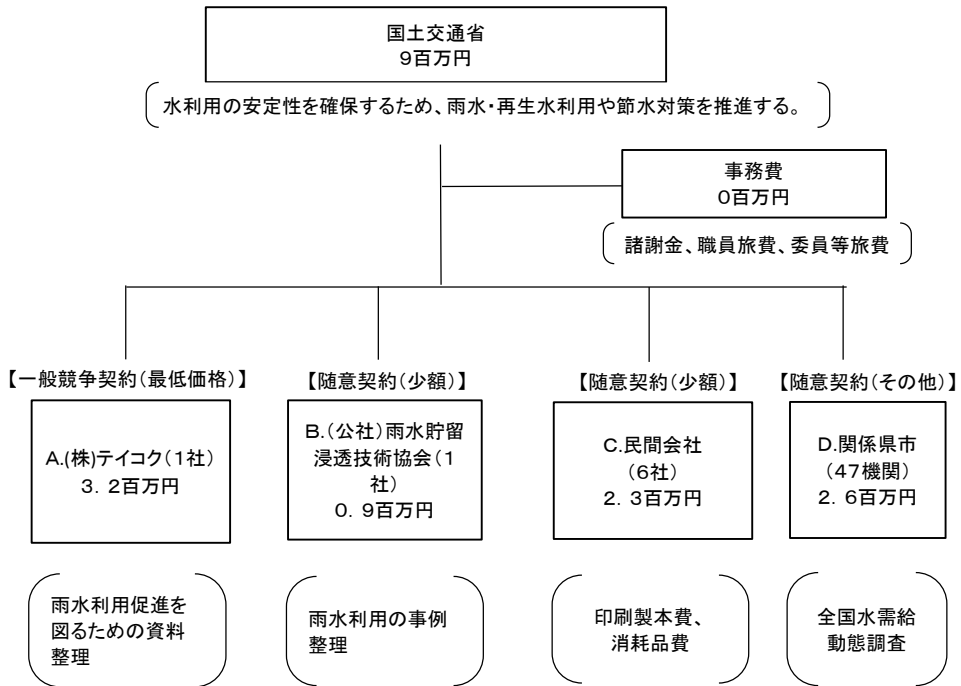 国土交通省
9百万円
水利用の安定性を確保するため、雨水・再生水利用や節水対策を推進する。
事務費
0百万円
諸謝金、職員旅費、委員等旅費
【一般競争契約(最低価格)】
A.(株)テイコク(1社)
3．2百万円
雨水利用促進を
図るための資料
整理
【随意契約(少額)】
B.(公社)雨水貯留
浸透技術協会(1
社)
0．9百万円
雨水利用の事例
整理
【随意契約(少額)】
C.民間会社
(6社)
2．3百万円
印刷製本費、
消耗品費
【随意契約(その他)】
D.関係県市
(47機関)
2．6百万円
全国水需給
動態調査